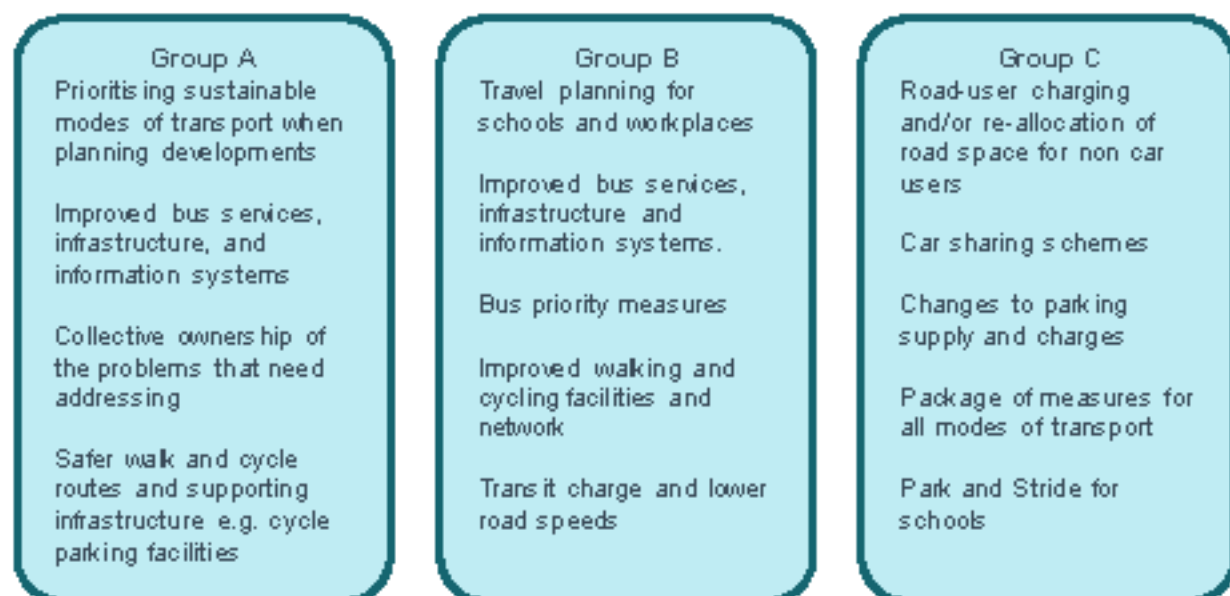 Group A
Prioritising sustainable
modes of transport when
planning developments
Improved bus services,
infrastructure, and
information systems
Collective ownership of
the problems that need
addressing
Safer walk and cycle
routes and supporting
infrastructure e.g. cycle
parking facilities
Group B
Travel planning for
schools and workplaces
Improved bus services,
infrastructure and
information systems.
Bus priority measures
Improved walking and
cycling facilities and
network
Transit charge and lower
road speeds
Group C
Road-user charging
and/or re-allocation of
road space for non car
users
Car sharing schemes
Changes to parking
supply and charges
Package of measures for
all modes of transport
Park and Stride for
schools